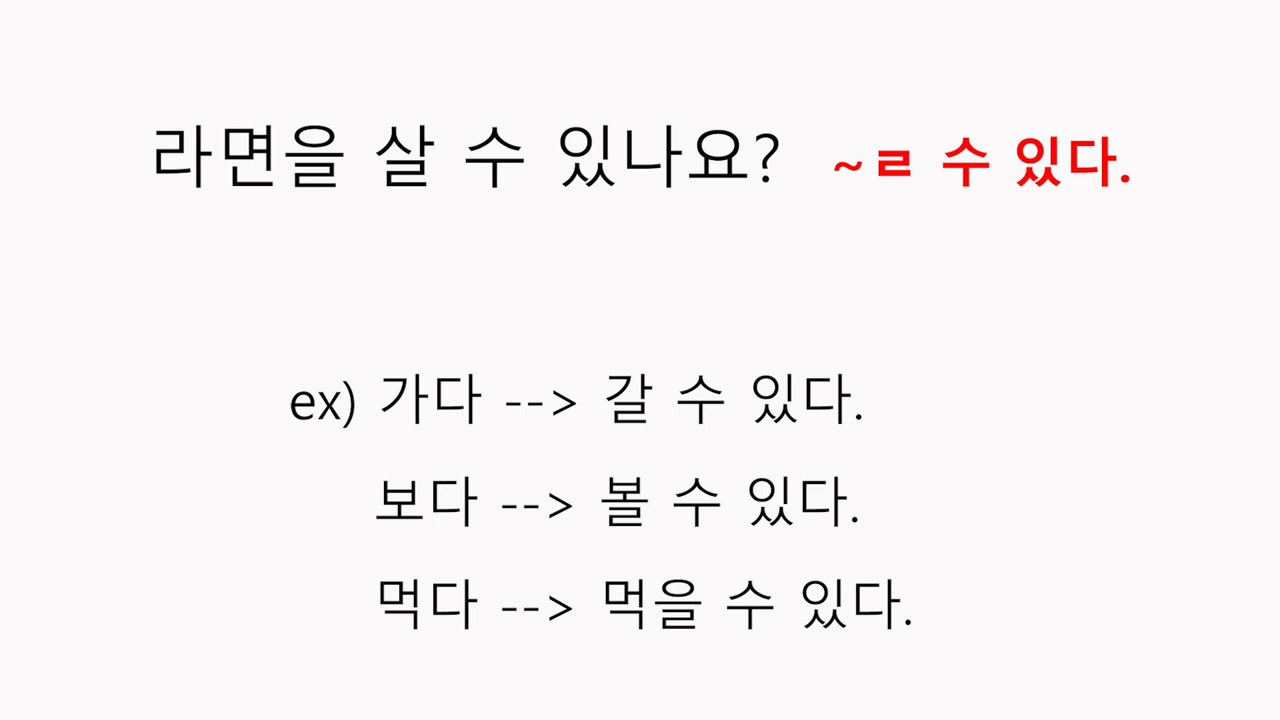 라면을 살 수 있나요? ~ㄹ 수 있다.
ex) 가다 --> 갈 수 있다.
보다 --> 볼 수 있다.
먹다 --> 먹을 수 있다.